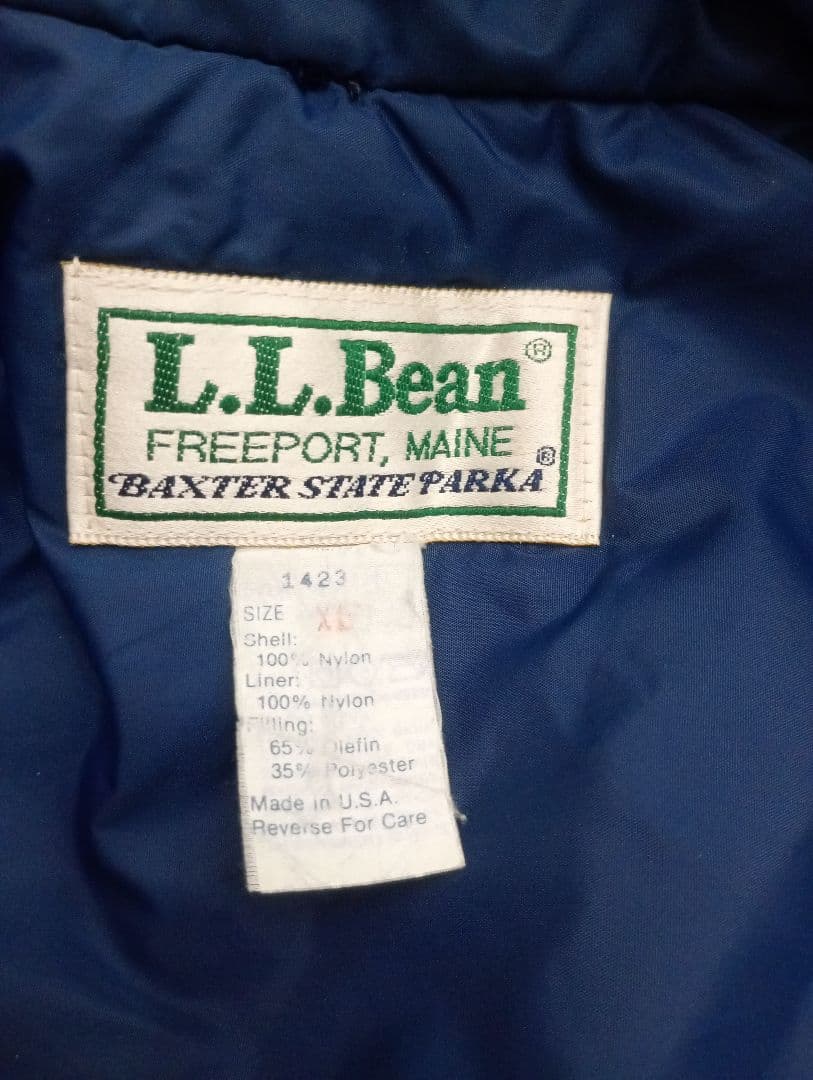 L.L.Bean®
FREEPORT, MAINE
BAXTER STATE PARKA®
1423
SIZE XL
Shell:
100% Nylon
Liner:
100% Nylon
Filling:
65% Olefin
35% Polyester
Made in U.S.A.
Reverse For Care